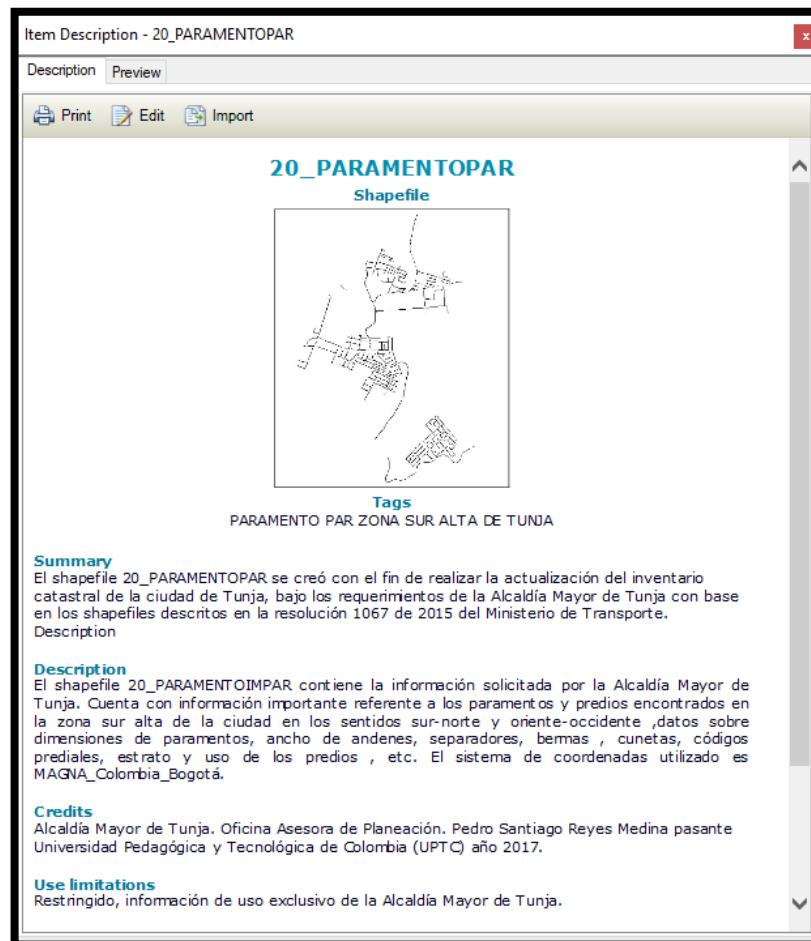 Item Description - 20_PARAMENTOPAR
x
Description Preview
Print Edit Import
20_PARAMENTOPAR
Shapefile
Tags
PARAMENTO PAR ZONA SUR ALTA DE TUNJA
Summary
El shapefile 20_PARAMENTOPAR se creó con el fin de realizar la actualización del inventario
catastral de la ciudad de Tunja, bajo los requerimientos de la Alcaldía Mayor de Tunja con base
en los shapefiles descritos en la resolución 1067 de 2015 del Ministerio de Transporte.
Description
Description
El shapefile 20_PARAMENTOIMPAR contiene la información solicitada por la Alcaldía Mayor de
Tunja. Cuenta con información importante referente a los paramentos y predios encontrados en
la zona sur alta de la ciudad en los sentidos sur-norte y oriente-occidente ,datos sobre
dimensiones de paramentos, ancho de andenes, separadores, bermas , cunetas, códigos
prediales, estrato y uso de los predios , etc. El sistema de coordenadas utilizado es
MAGNA_Colombia_Bogotá.
Credits
Alcaldía Mayor de Tunja. Oficina Asesora de Planeación. Pedro Santiago Reyes Medina pasante
Universidad Pedagógica y Tecnológica de Colombia (UPTC) año 2017.
Use limitations
Restringido, información de uso exclusivo de la Alcaldía Mayor de Tunja.